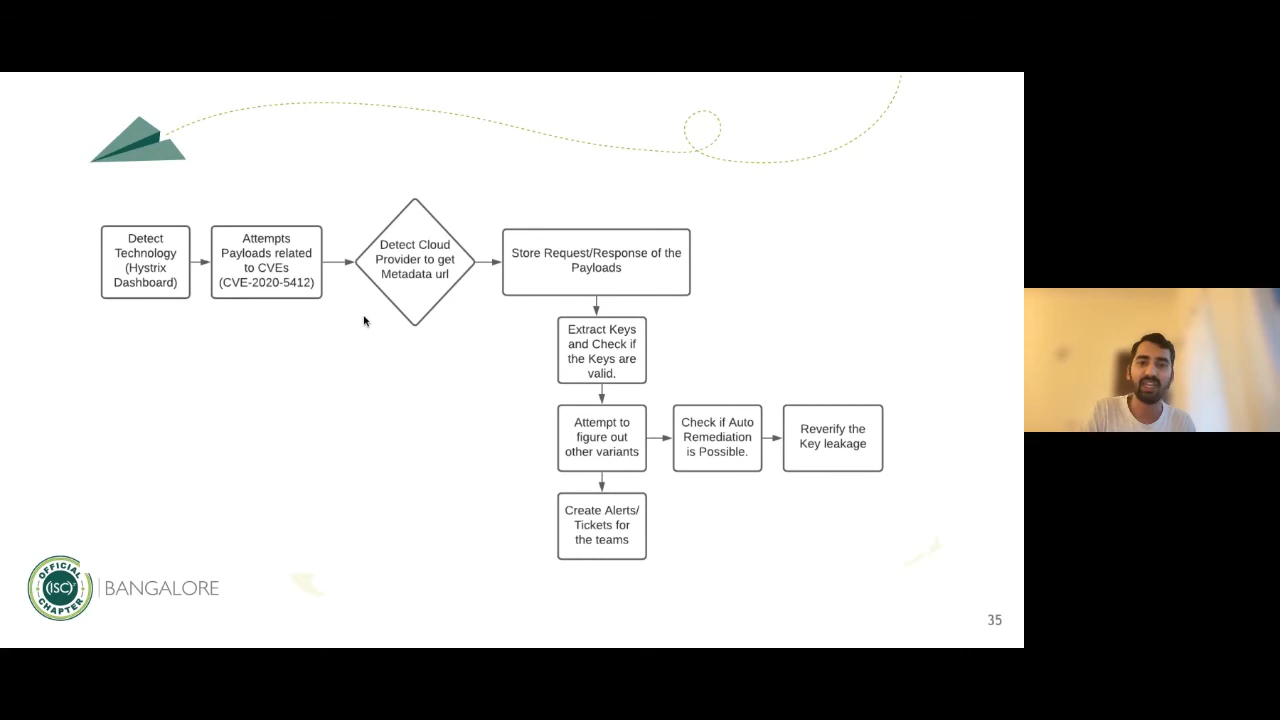 Detect
Technology
(Hystrix
Dashboard)
Attempts
Payloads related
to CVEs
(CVE-2020-5412)
Detect Cloud
Provider to get
Metadata url
Store Request/Response of the
Payloads
Extract Keys
and Check if
the Keys are
valid.
Attempt to
figure out
other variants
Check if Auto
Remediation
is Possible.
Reverify the
Key leakage
Create Alerts/
Tickets for
the teams
OFFICIAL
(ISC)²
CHAPTER
BANGALORE
35